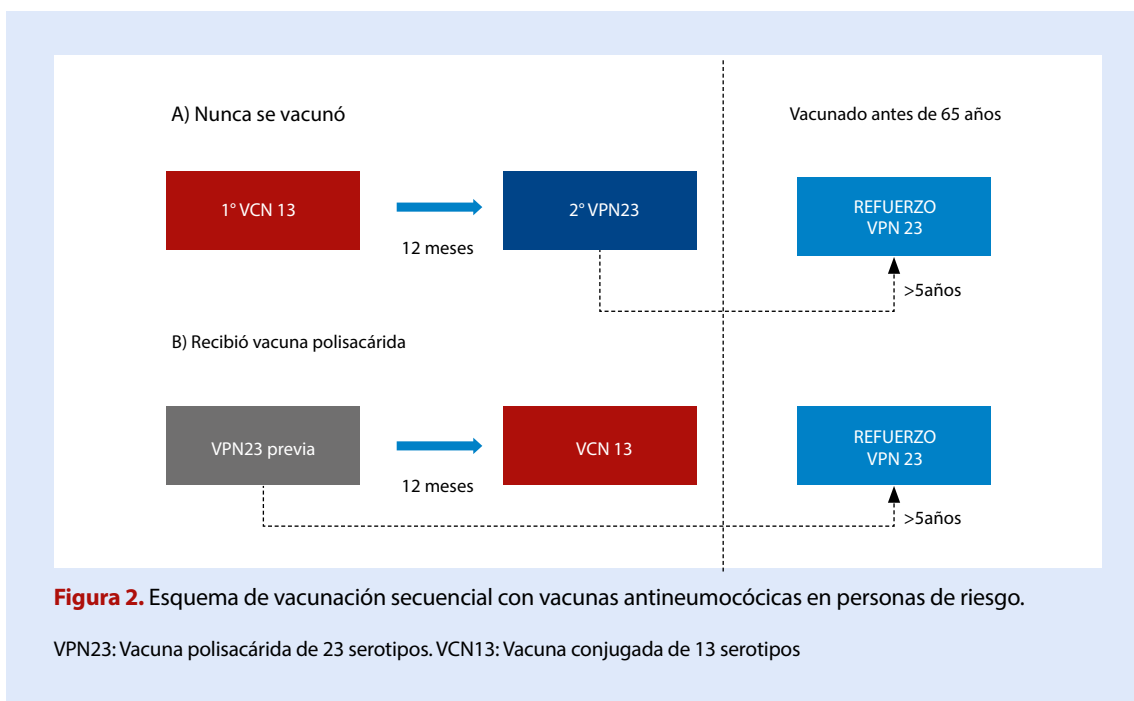 A) Nunca se vacunó
Vacunado antes de 65 años
1° VCN 13
12 meses
2° VPN23
REFUERZO
VPN 23
>5años
B) Recibió vacuna polisacárida
VPN23 previa
12 meses
VCN 13
REFUERZO
VPN 23
>5años
Figura 2. Esquema de vacunación secuencial con vacunas antineumocócicas en personas de riesgo.
VPN23: Vacuna polisacárida de 23 serotipos. VCN13: Vacuna conjugada de 13 serotipos